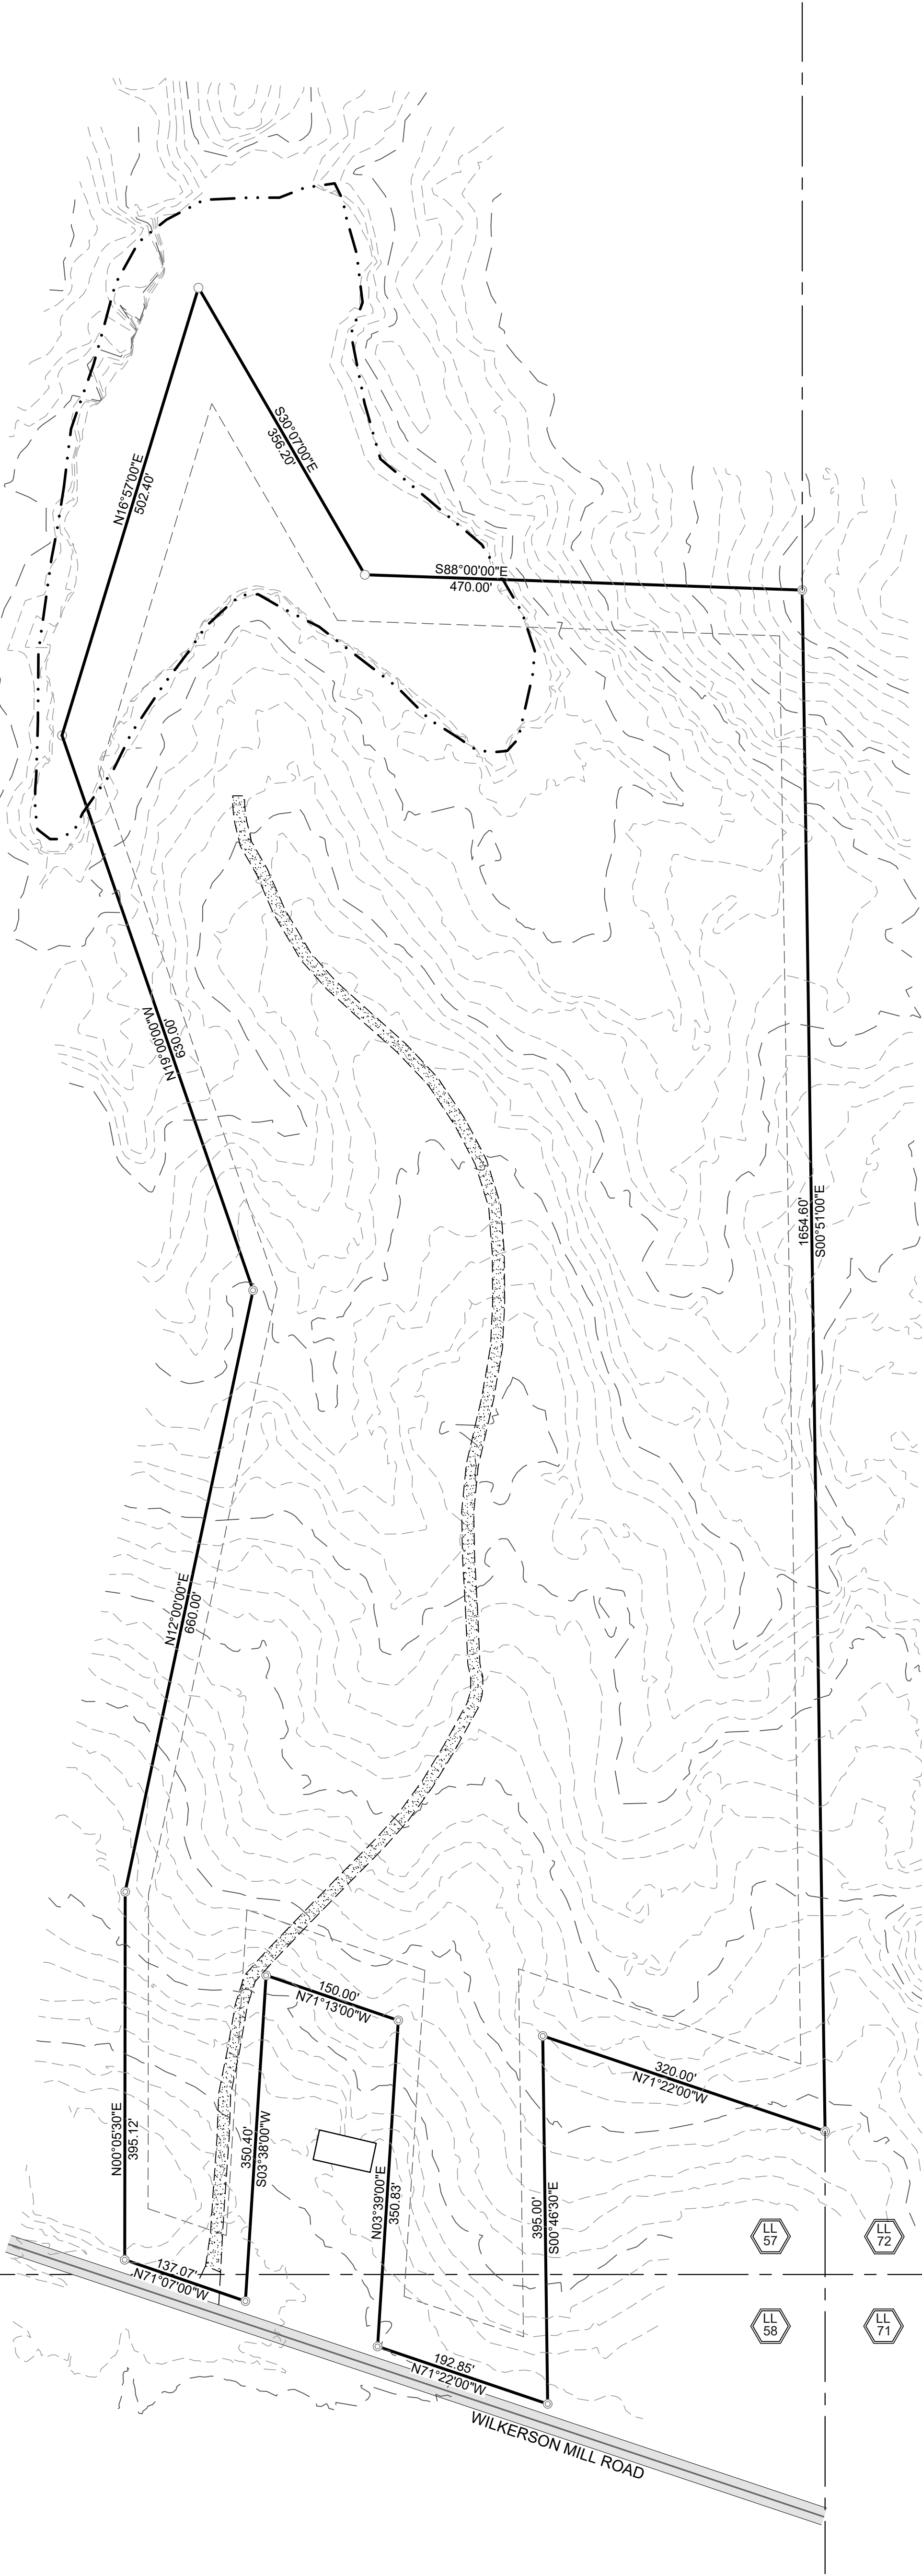 S30°07'00"E
356.20'
N16°57'00"E
502.40'
S88°00'00"E
470.00'
N19°00'00"W
630.00'
1654.60'
S00°51'00"E
N12°00'00"E
660.00'
150.00'
N71°13'00"W
320.00'
N71°22'00"W
N00°05'30"E
395.12'
350.40'
S03°38'00"W
N03°39'00"E
350.83'
395.00'
S00°46'30"E
LL
57
LL
72
137.07'
N71°07'00"W
LL
58
LL
71
192.85'
N71°22'00"W
WILKERSON MILL ROAD